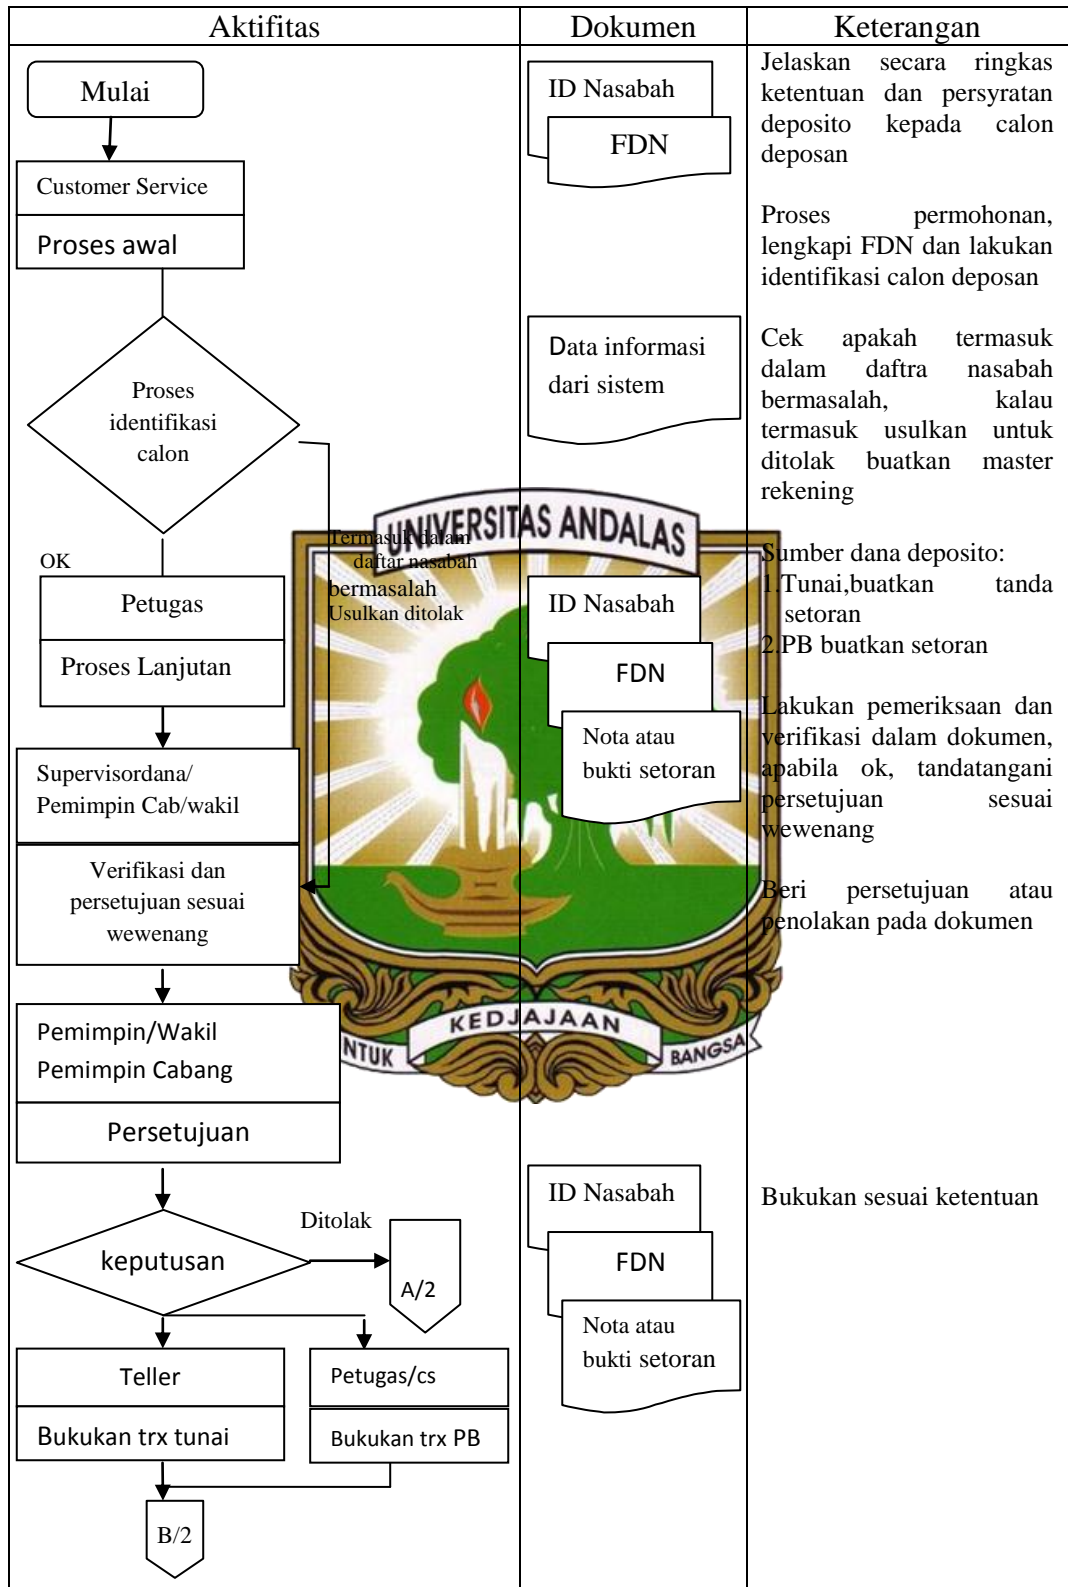 Aktifitas
Dokumen
Keterangan
Mulai
Customer Service
Proses awal
Proses
identifikasi
calon
OK
Termasuk dalam
daftar nasabah
bermasalah
Usulkan ditolak
Petugas
Proses Lanjutan
Supervisordana/
Pemimpin Cab/wakil
Verifikasi dan
persetujuan sesuai
wewenang
Pemimpin/Wakil
Pemimpin Cabang
Persetujuan
keputusan
Ditolak
A/2
Teller
Bukukan trx tunai
Petugas/cs
Bukukan trx PB
B/2
ID Nasabah
FDN
Data informasi
dari sistem
ID Nasabah
FDN
Nota atau
bukti setoran
ID Nasabah
FDN
Nota atau
bukti setoran
Jelaskan secara ringkas
ketentuan dan persyratan
deposito kepada calon
deposan
Proses permohonan,
lengkapi FDN dan lakukan
identifikasi calon deposan
Cek apakah termasuk
dalam daftra nasabah
bermasalah, kalau
termasuk usulkan untuk
ditolak buatkan master
rekening
Sumber dana deposito:
1.Tunai,buatkan tanda
setoran
2.PB buatkan setoran
Lakukan pemeriksaan dan
verifikasi dalam dokumen,
apabila ok, tandatangani
persetujuan sesuai
wewenang
Beri persetujuan atau
penolakan pada dokumen
Bukukan sesuai ketentuan
UNIVERSITAS ANDALAS
KEDJAJAAN
NTUK
BANGSA